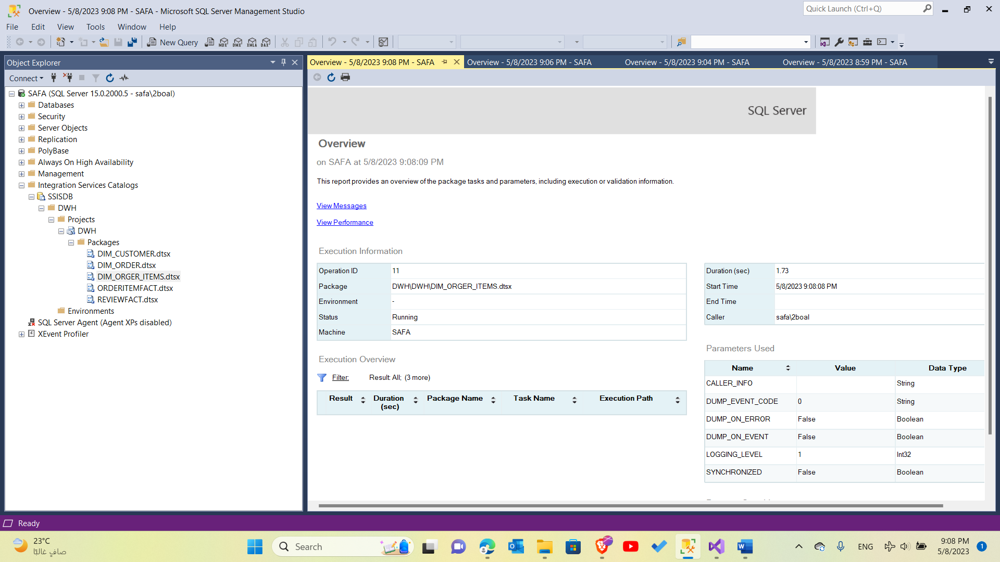 Overview - 5/8/2023 9:08 PM - SAFA - Microsoft SQL Server Management Studio
Quick Launch (Ctrl+Q)
File Edit View Tools Window Help
New Query MDX DMX XMLA DAX
Object Explorer
Connect
SAFA (SQL Server 15.0.2000.5 - safa\2boal)
Databases
Security
Server Objects
Replication
PolyBase
Always On High Availability
Management
Integration Services Catalogs
SSISDB
DWH
Projects
DWH
Packages
DIM_CUSTOMER.dtsx
DIM_ORDER.dtsx
DIM_ORGER_ITEMS.dtsx
ORDERITEMFACT.dtsx
REVIEWFACT.dtsx
Environments
SQL Server Agent (Agent XPs disabled)
XEvent Profiler
Overview - 5/8/2023 9:08 PM - SAFA Overview - 5/8/2023 9:06 PM - SAFA Overview - 5/8/2023 9:04 PM - SAFA Overview - 5/8/2023 8:59 PM - SAFA
SQL Server
Overview
on SAFA at 5/8/2023 9:08:09 PM
This report provides an overview of the package tasks and parameters, including execution or validation information.
View Messages
View Performance
Execution Information
Operation ID 11
Package DWH\DWH\DIM_ORGER_ITEMS.dtsx
Environment -
Status Running
Machine SAFA
Duration (sec) 1.73
Start Time 5/8/2023 9:08:08 PM
End Time
Caller safa\2boal
Execution Overview
Filter: Result: All; (3 more)
Result Duration (sec) Package Name Task Name Execution Path
Parameters Used
Name Value Data Type
CALLER_INFO String
DUMP_EVENT_CODE 0 String
DUMP_ON_ERROR False Boolean
DUMP_ON_EVENT False Boolean
LOGGING_LEVEL 1 Int32
SYNCHRONIZED False Boolean
Ready
23°C
صافٍ غالبًا
Search
ENG
9:08 PM
5/8/2023
1